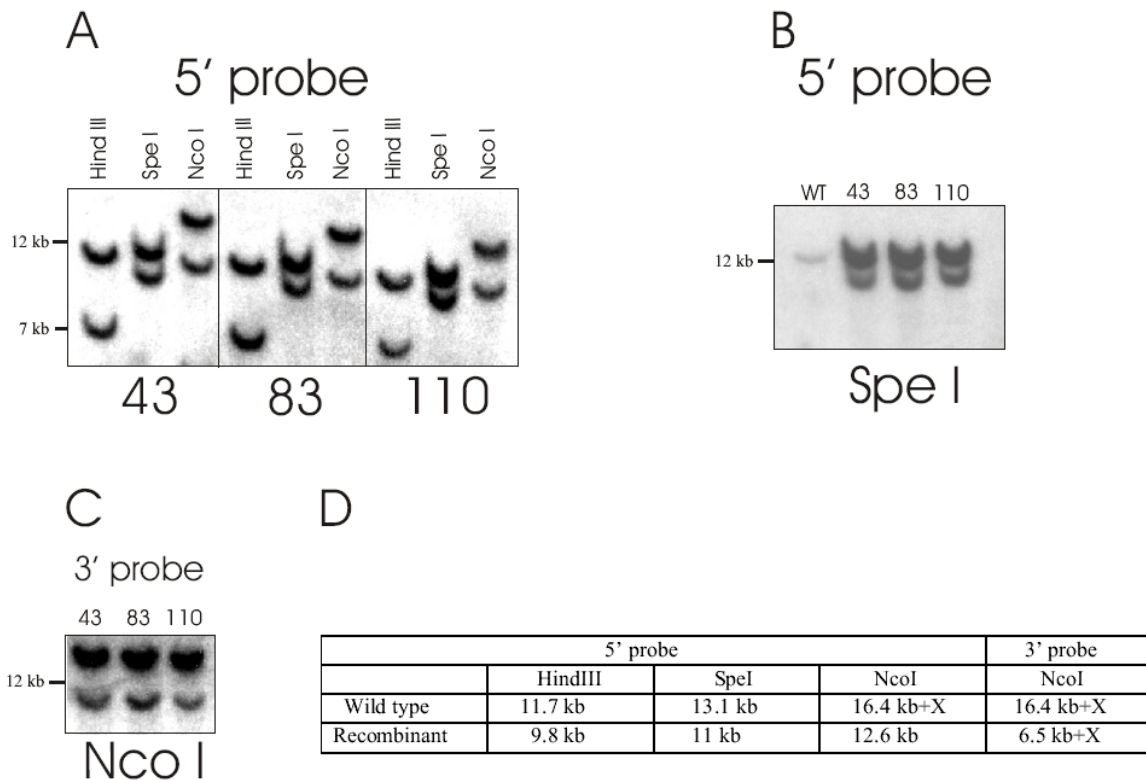 A
5' probe
Hind III Spe I Nco I Hind III Spe I Nco I Hind III Spe I Nco I
12 kb
7 kb
43 83 110
B
5' probe
WT 43 83 110
12 kb
Spe I
C
3' probe
43 83 110
12 kb
Nco I
D
5' probe 3' probe
HindIII SpeI NcoI NcoI
Wild type 11.7 kb 13.1 kb 16.4 kb+X 16.4 kb+X
Recombinant 9.8 kb 11 kb 12.6 kb 6.5 kb+X